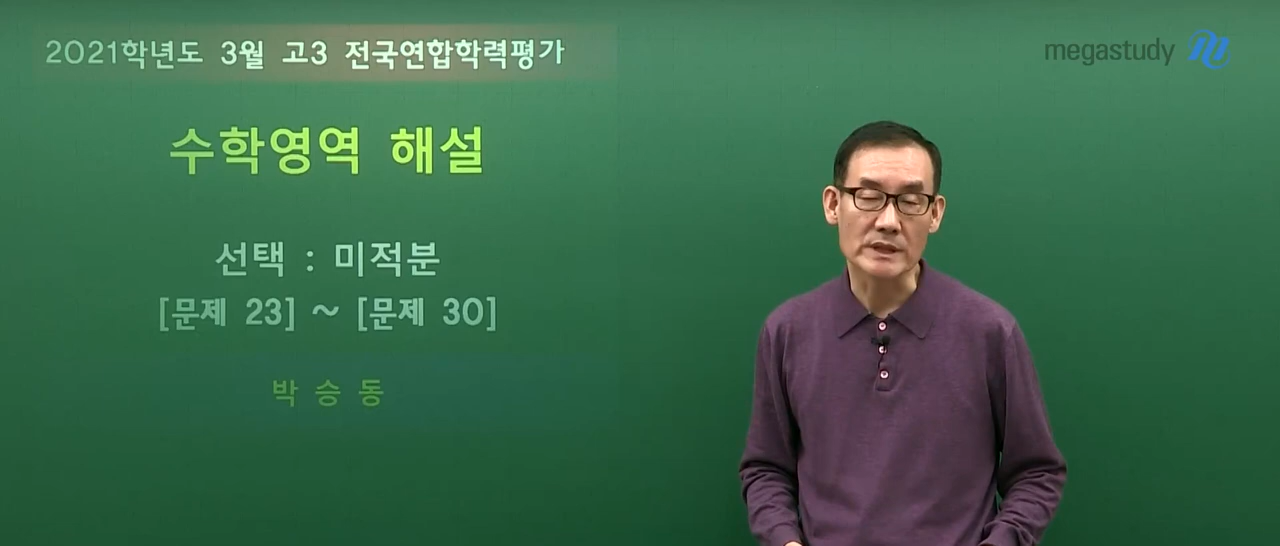 2021학년도 3월 고3 전국연합학력평가
megastudy
수학영역 해설
선택 : 미적분
[문제 23] ~ [문제 30]
박 승 동